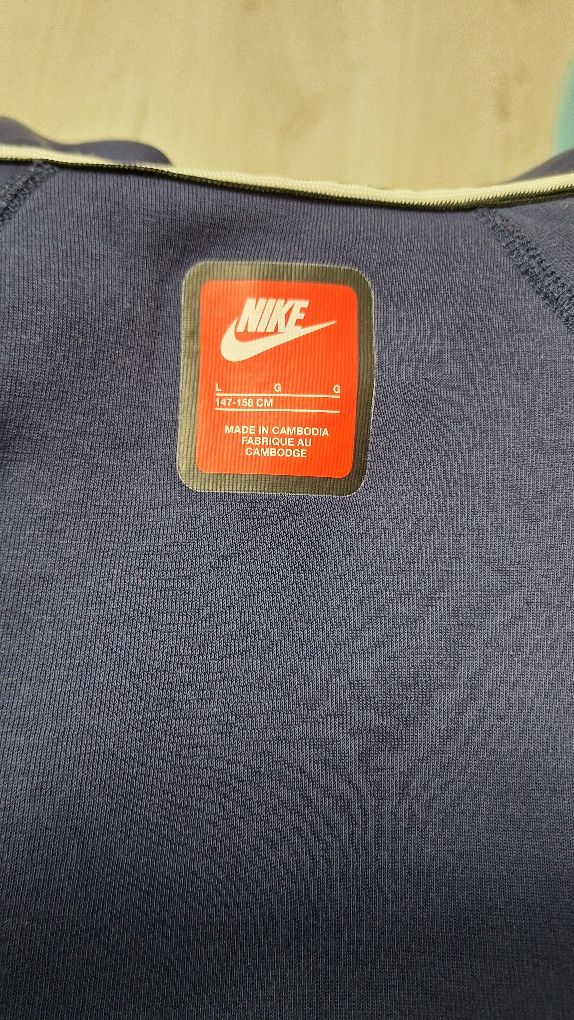 NIKE
L G G
147-158 CM
MADE IN CAMBODIA
FABRIQUE AU
CAMBODGE